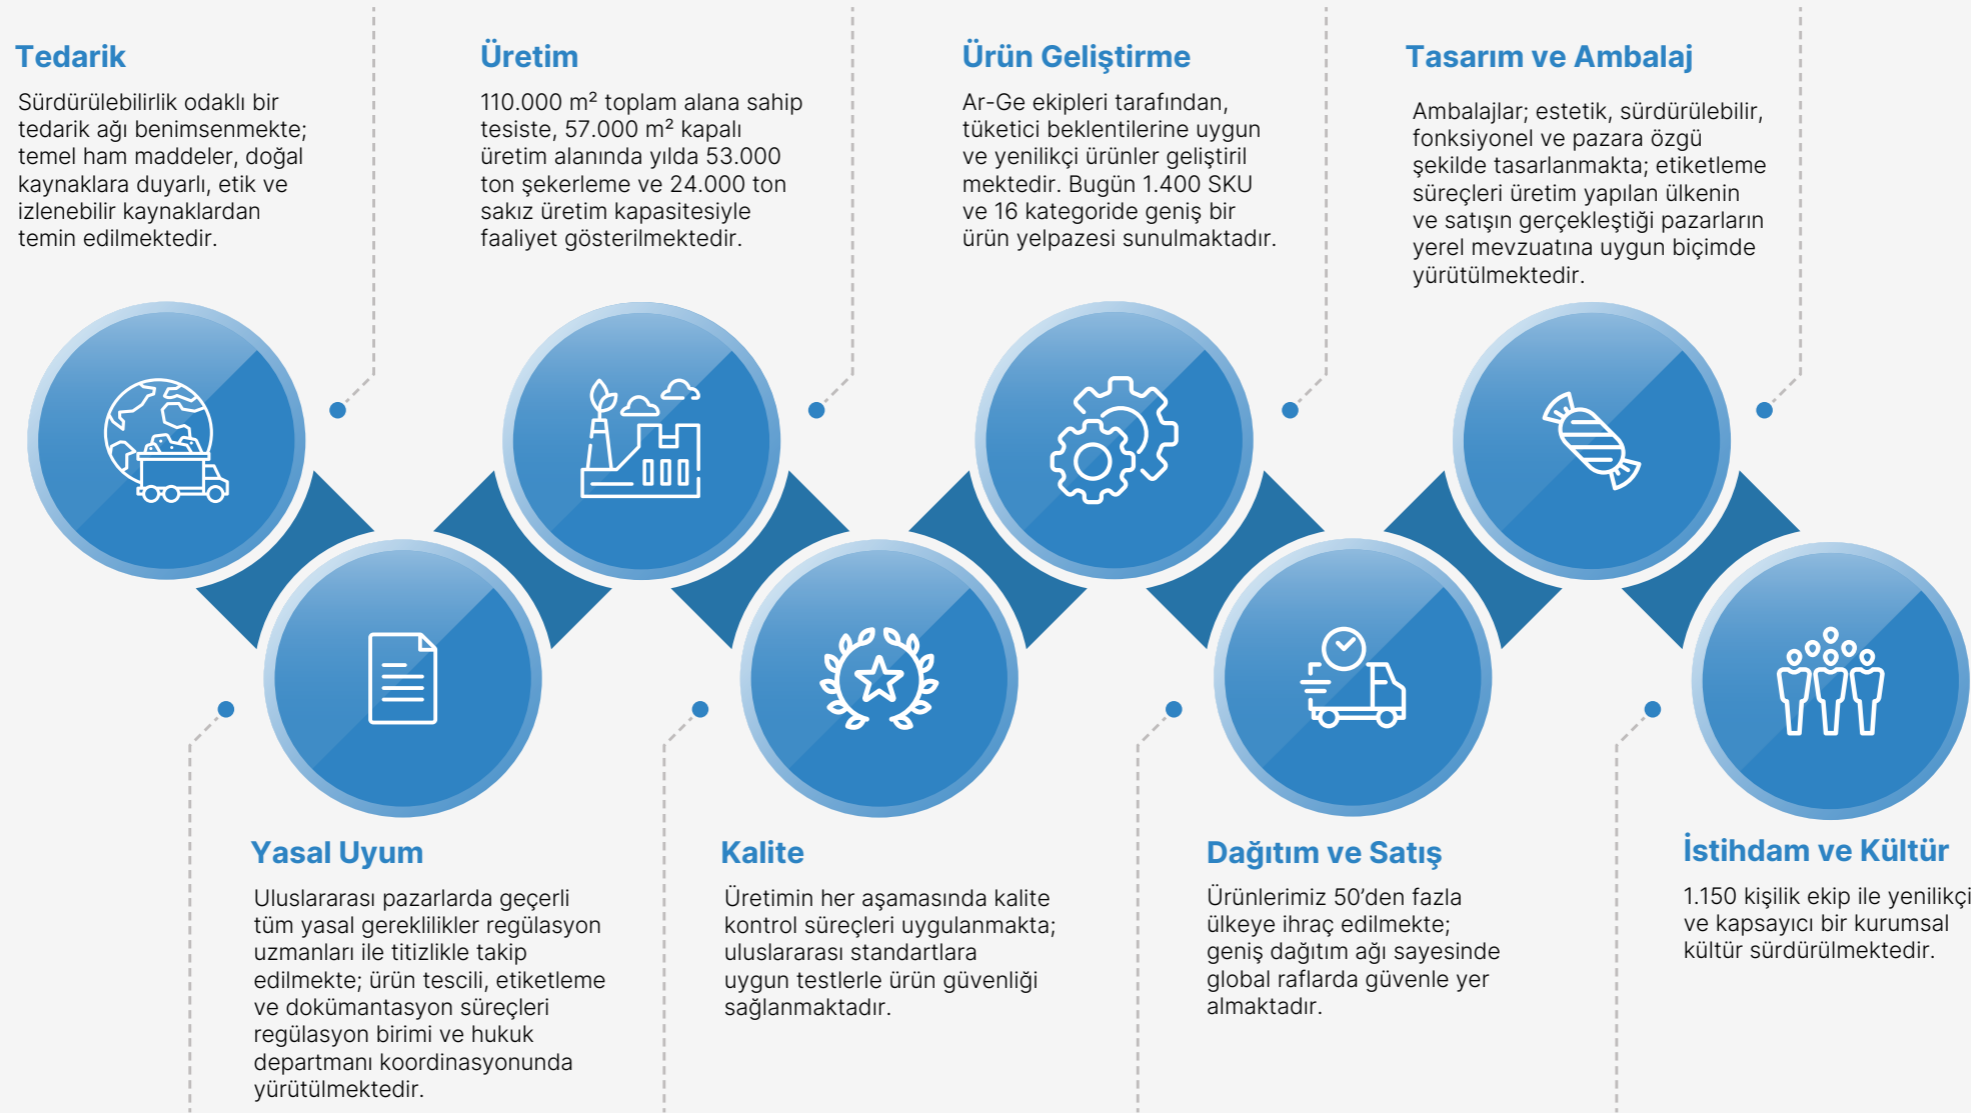 Tedarik
Sürdürülebilirlik odaklı bir
tedarik ağı benimsenmekte;
temel ham maddeler, doğal
kaynaklara duyarlı, etik ve
izlenebilir kaynaklardan
temin edilmektedir.
Üretim
110.000 m² toplam alana sahip
tesiste, 57.000 m² kapalı
üretim alanında yılda 53.000
ton şekerleme ve 24.000 ton
sakız üretim kapasitesiyle
faaliyet gösterilmektedir.
Ürün Geliştirme
Ar-Ge ekipleri tarafından,
tüketici beklentilerine uygun
ve yenilikçi ürünler geliştiril
mektedir. Bugün 1.400 SKU
ve 16 kategoride geniş bir
ürün yelpazesi sunulmaktadır.
Tasarım ve Ambalaj
Ambalajlar; estetik, sürdürülebilir,
fonksiyonel ve pazara özgü
şekilde tasarlanmakta; etiketleme
süreçleri üretim yapılan ülkenin
ve satışın gerçekleştiği pazarların
yerel mevzuatına uygun biçimde
yürütülmektedir.
Yasal Uyum
Uluslararası pazarlarda geçerli
tüm yasal gereklilikler regülasyon
uzmanları ile titizlikle takip
edilmekte; ürün tescili, etiketleme
ve dokümantasyon süreçleri
regülasyon birimi ve hukuk
departmanı koordinasyonunda
yürütülmektedir.
Kalite
Üretimin her aşamasında kalite
kontrol süreçleri uygulanmakta;
uluslararası standartlara
uygun testlerle ürün güvenliği
sağlanmaktadır.
Dağıtım ve Satış
Ürünlerimiz 50’den fazla
ülkeye ihraç edilmekte;
geniş dağıtım ağı sayesinde
global raflarda güvenle yer
almaktadır.
İstihdam ve Kültür
1.150 kişilik ekip ile yenilikçi
ve kapsayıcı bir kurumsal
kültür sürdürülmektedir.